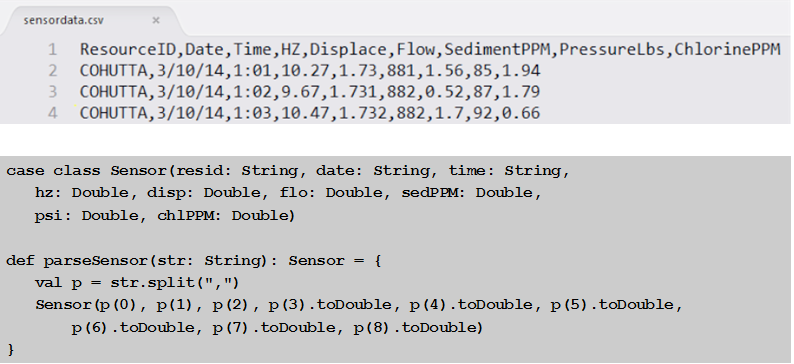 sensordata.csv ×
1 ResourceID,Date,Time,HZ,Displace,Flow,SedimentPPM,PressureLbs,ChlorinePPM
2 COHUTTA,3/10/14,1:01,10.27,1.73,881,1.56,85,1.94
3 COHUTTA,3/10/14,1:02,9.67,1.731,882,0.52,87,1.79
4 COHUTTA,3/10/14,1:03,10.47,1.732,882,1.7,92,0.66
case class Sensor(resid: String, date: String, time: String,
hz: Double, disp: Double, flo: Double, sedPPM: Double,
psi: Double, chlPPM: Double)
def parseSensor(str: String): Sensor = {
val p = str.split(",")
Sensor(p(0), p(1), p(2), p(3).toDouble, p(4).toDouble, p(5).toDouble,
p(6).toDouble, p(7).toDouble, p(8).toDouble)
}